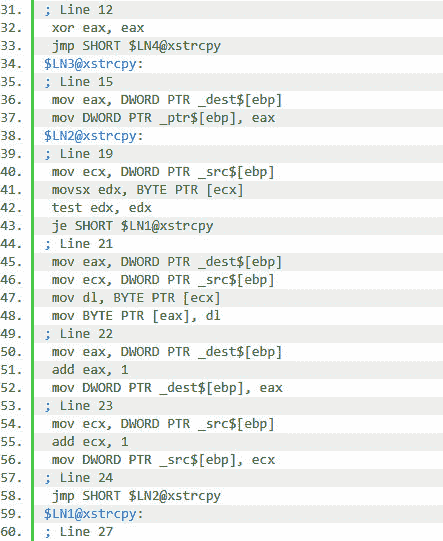 31. ; Line 12
32. xor eax, eax
33. jmp SHORT $LN4@xstrcpy
34. $LN3@xstrcpy:
35. ; Line 15
36. mov eax, DWORD PTR _dest$[ebp]
37. mov DWORD PTR _ptr$[ebp], eax
38. $LN2@xstrcpy:
39. ; Line 19
40. mov ecx, DWORD PTR _src$[ebp]
41. movsx edx, BYTE PTR [ecx]
42. test edx, edx
43. je SHORT $LN1@xstrcpy
44. ; Line 21
45. mov eax, DWORD PTR _dest$[ebp]
46. mov ecx, DWORD PTR _src$[ebp]
47. mov dl, BYTE PTR [ecx]
48. mov BYTE PTR [eax], dl
49. ; Line 22
50. mov eax, DWORD PTR _dest$[ebp]
51. add eax, 1
52. mov DWORD PTR _dest$[ebp], eax
53. ; Line 23
54. mov ecx, DWORD PTR _src$[ebp]
55. add ecx, 1
56. mov DWORD PTR _src$[ebp], ecx
57. ; Line 24
58. jmp SHORT $LN2@xstrcpy
59. $LN1@xstrcpy:
60. ; Line 27